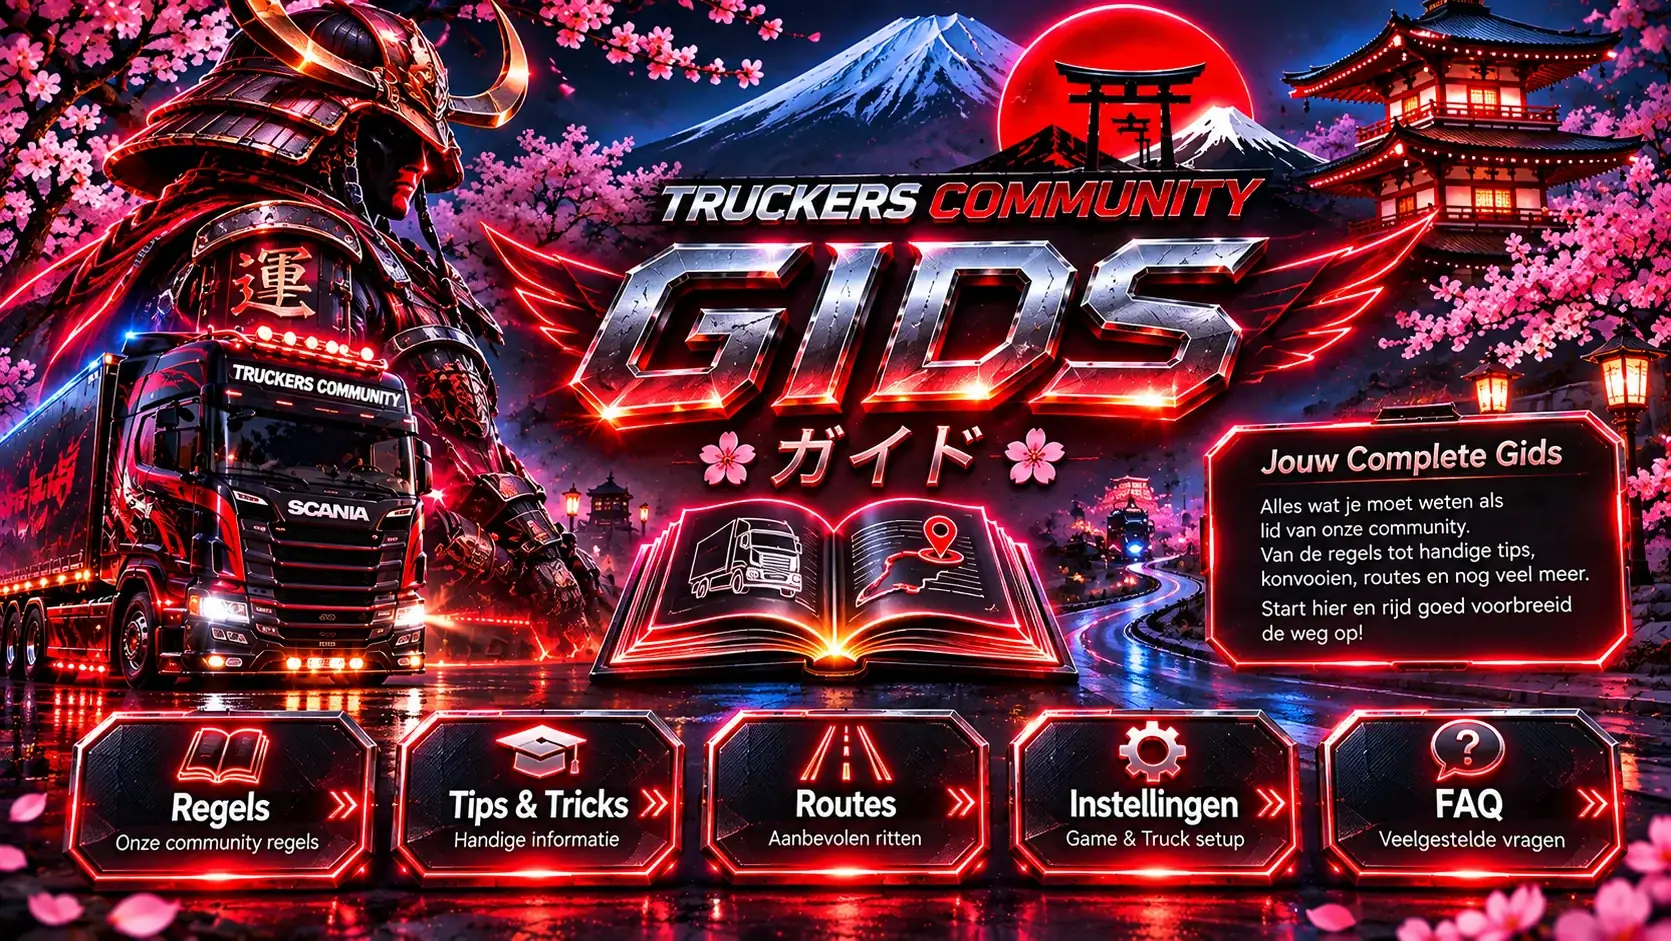 TRUCKERS COMMUNITY
GIDS
ガイド
運
TRUCKERS COMMUNITY
SCANIA
Jouw Complete Gids
Alles wat je moet weten als
lid van onze community.
Van de regels tot handige tips,
konvooien, routes en nog veel meer.
Start hier en rijd goed voorbreeid
de weg op!
Regels
Onze community regels
Tips & Tricks
Handige informatie
Routes
Aanbevolen ritten
Instellingen
Game & Truck setup
FAQ
Veelgestelde vragen